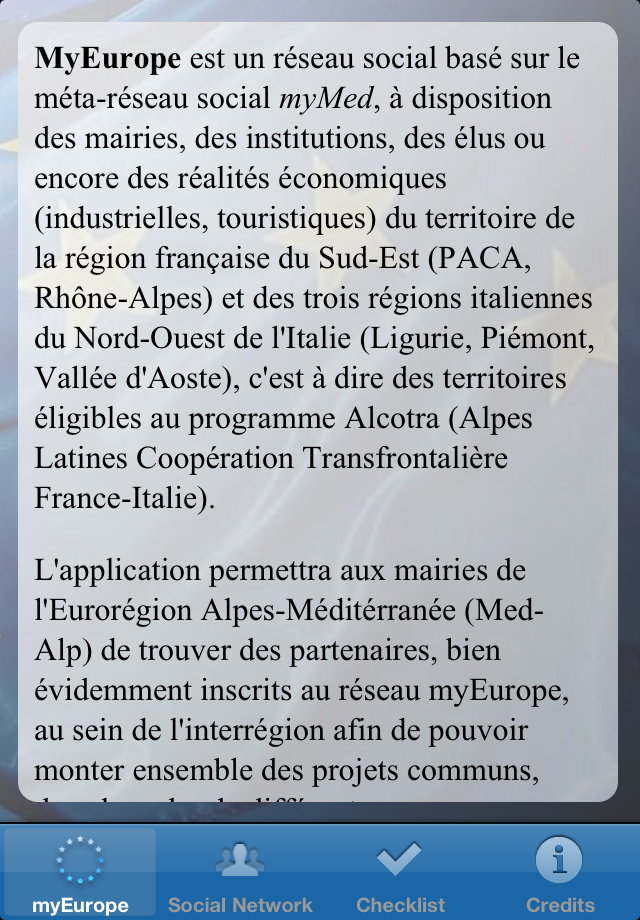 MyEurope est un réseau social basé sur le
méta-réseau social myMed, à disposition
des mairies, des institutions, des élus ou
encore des réalités économiques
(industrielles, touristiques) du territoire de
la région française du Sud-Est (PACA,
Rhône-Alpes) et des trois régions italiennes
du Nord-Ouest de l'Italie (Ligurie, Piémont,
Vallée d'Aoste), c'est à dire des territoires
éligibles au programme Alcotra (Alpes
Latines Coopération Transfrontalière
France-Italie).
L'application permettra aux mairies de
l'Eurorégion Alpes-Méditérranée (Med-
Alp) de trouver des partenaires, bien
évidemment inscrits au réseau myEurope,
au sein de l'interrégion afin de pouvoir
monter ensemble des projets communs,
myEurope
Social Network
Checklist
Credits